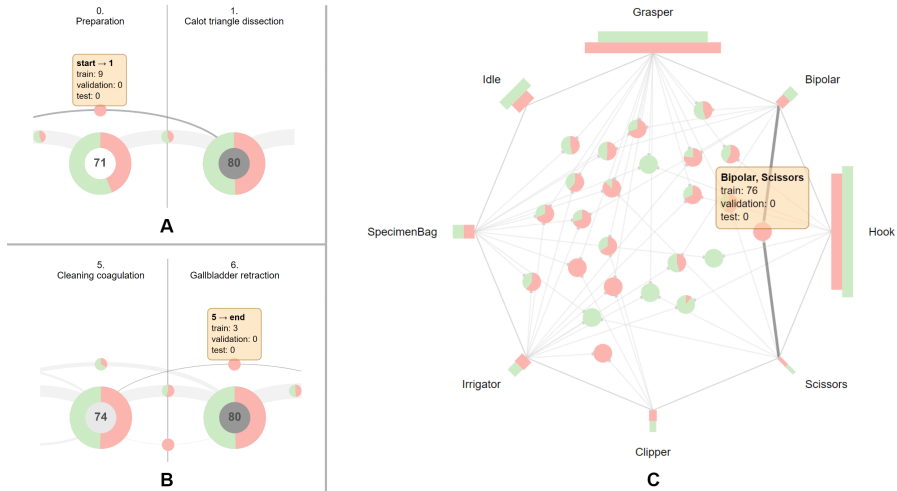 0.
Preparation
1.
Calot triangle dissection
start → 1
train: 9
validation: 0
test: 0
71
80
A
5.
Cleaning coagulation
6.
Gallbladder retraction
5 → end
train: 3
validation: 0
test: 0
74
80
B
Grasper
Idle
Bipolar
Bipolar, Scissors
train: 76
validation: 0
test: 0
SpecimenBag
Hook
Irrigator
Scissors
Clipper
C